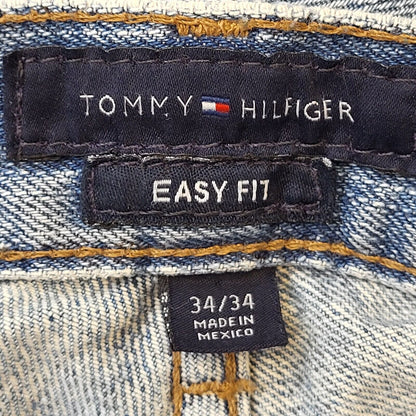 TOMMY HILFIGER
EASY FIT
34/34
MADE IN
MEXICO